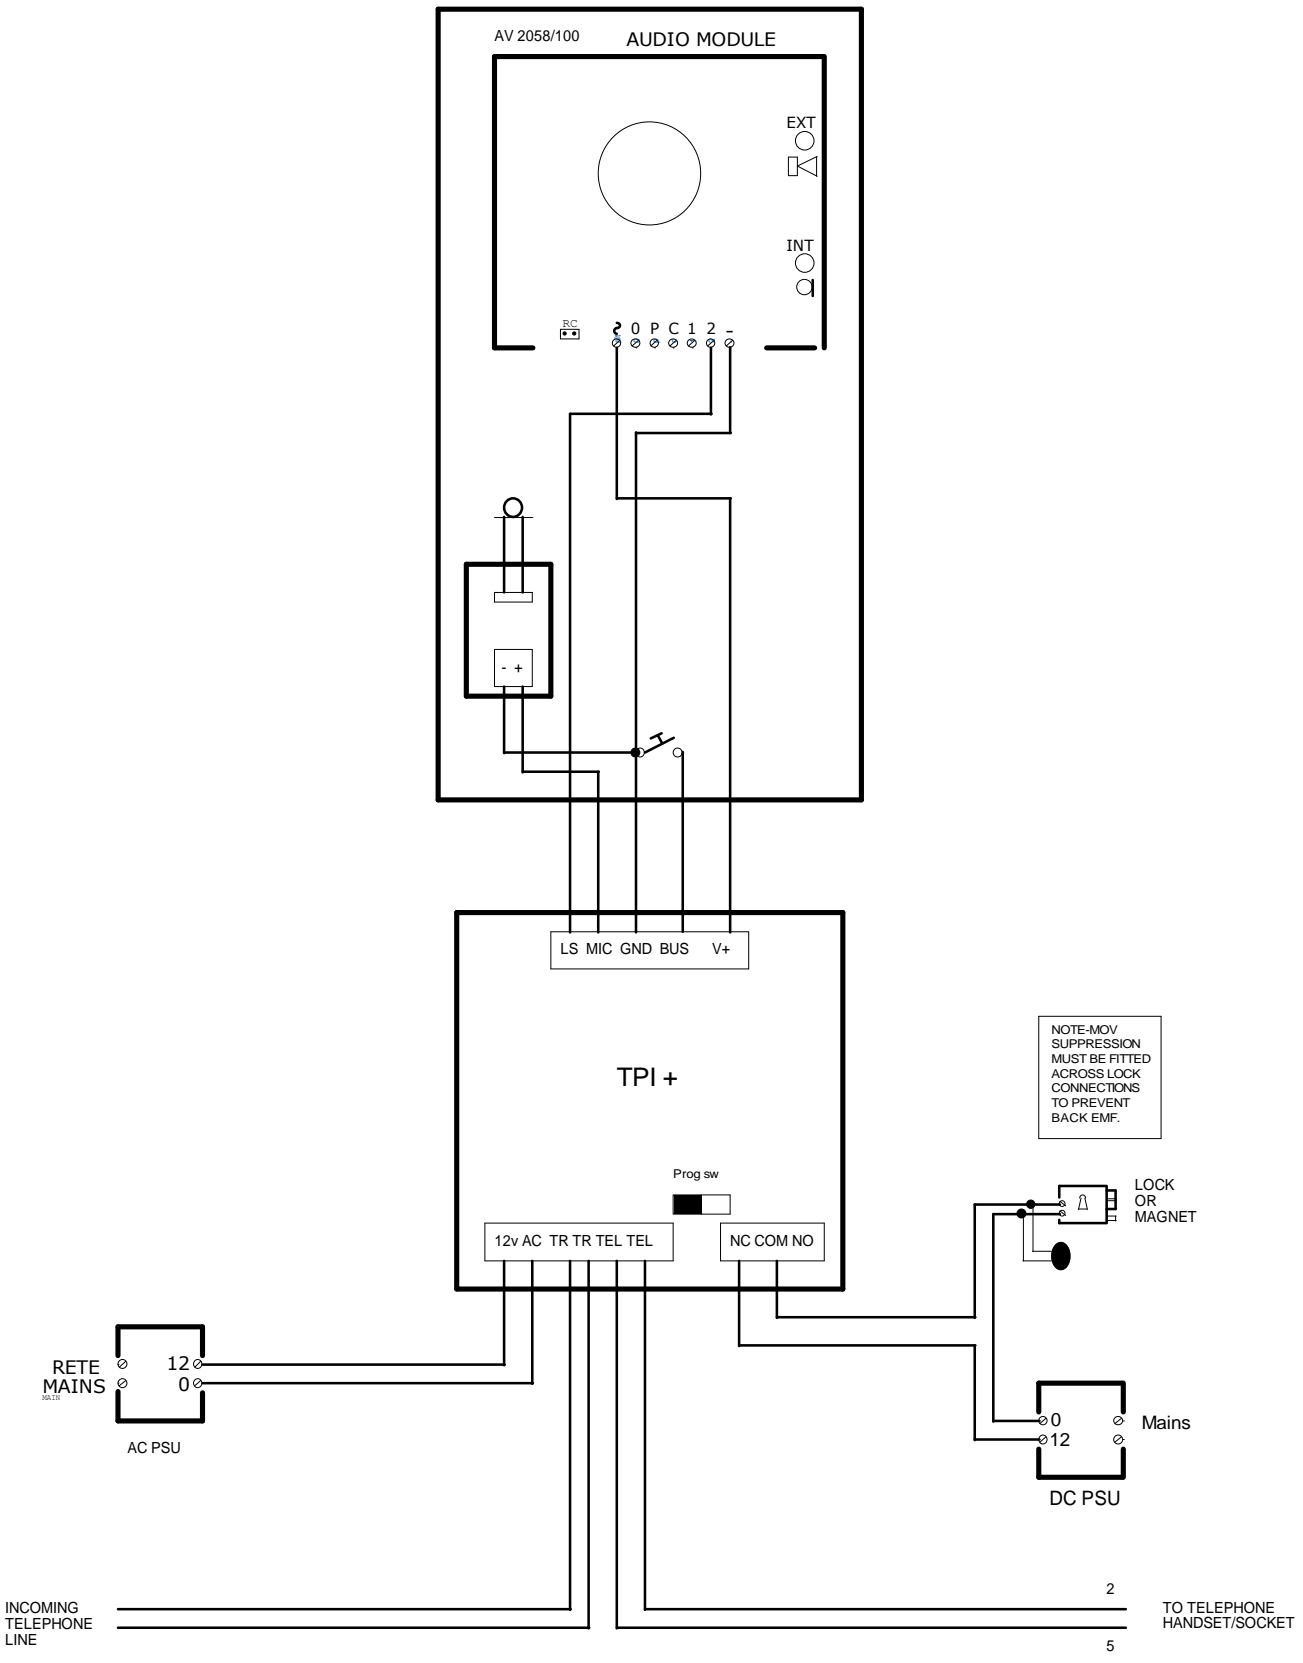 AV 2058/100 AUDIO MODULE
EXT
INT
RC
0 P C 1 2 -
- +
LS MIC GND BUS V+
TPI +
NOTE-MOV
SUPPRESSION
MUST BE FITTED
ACROSS LOCK
CONNECTIONS
TO PREVENT
BACK EMF.
Prog sw
LOCK
OR
MAGNET
12v AC TR TR TEL TEL
NC COM NO
RETE
MAINS
MAIN
12
0
AC PSU
0
12
Mains
DC PSU
2
INCOMING
TELEPHONE
LINE
TO TELEPHONE
HANDSET/SOCKET
5